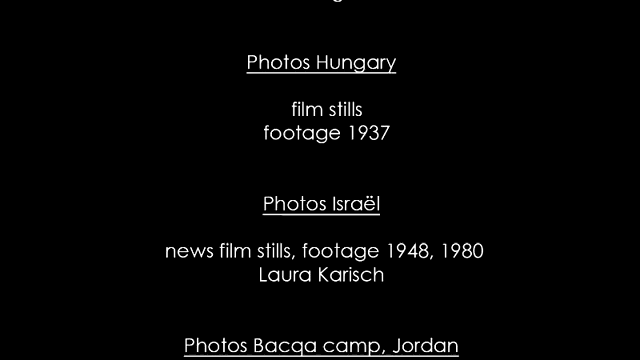 Photos Hungary
film stills
footage 1937
Photos Israël
news film stills, footage 1948, 1980
Laura Karisch
Photos Bacqa camp, Jordan